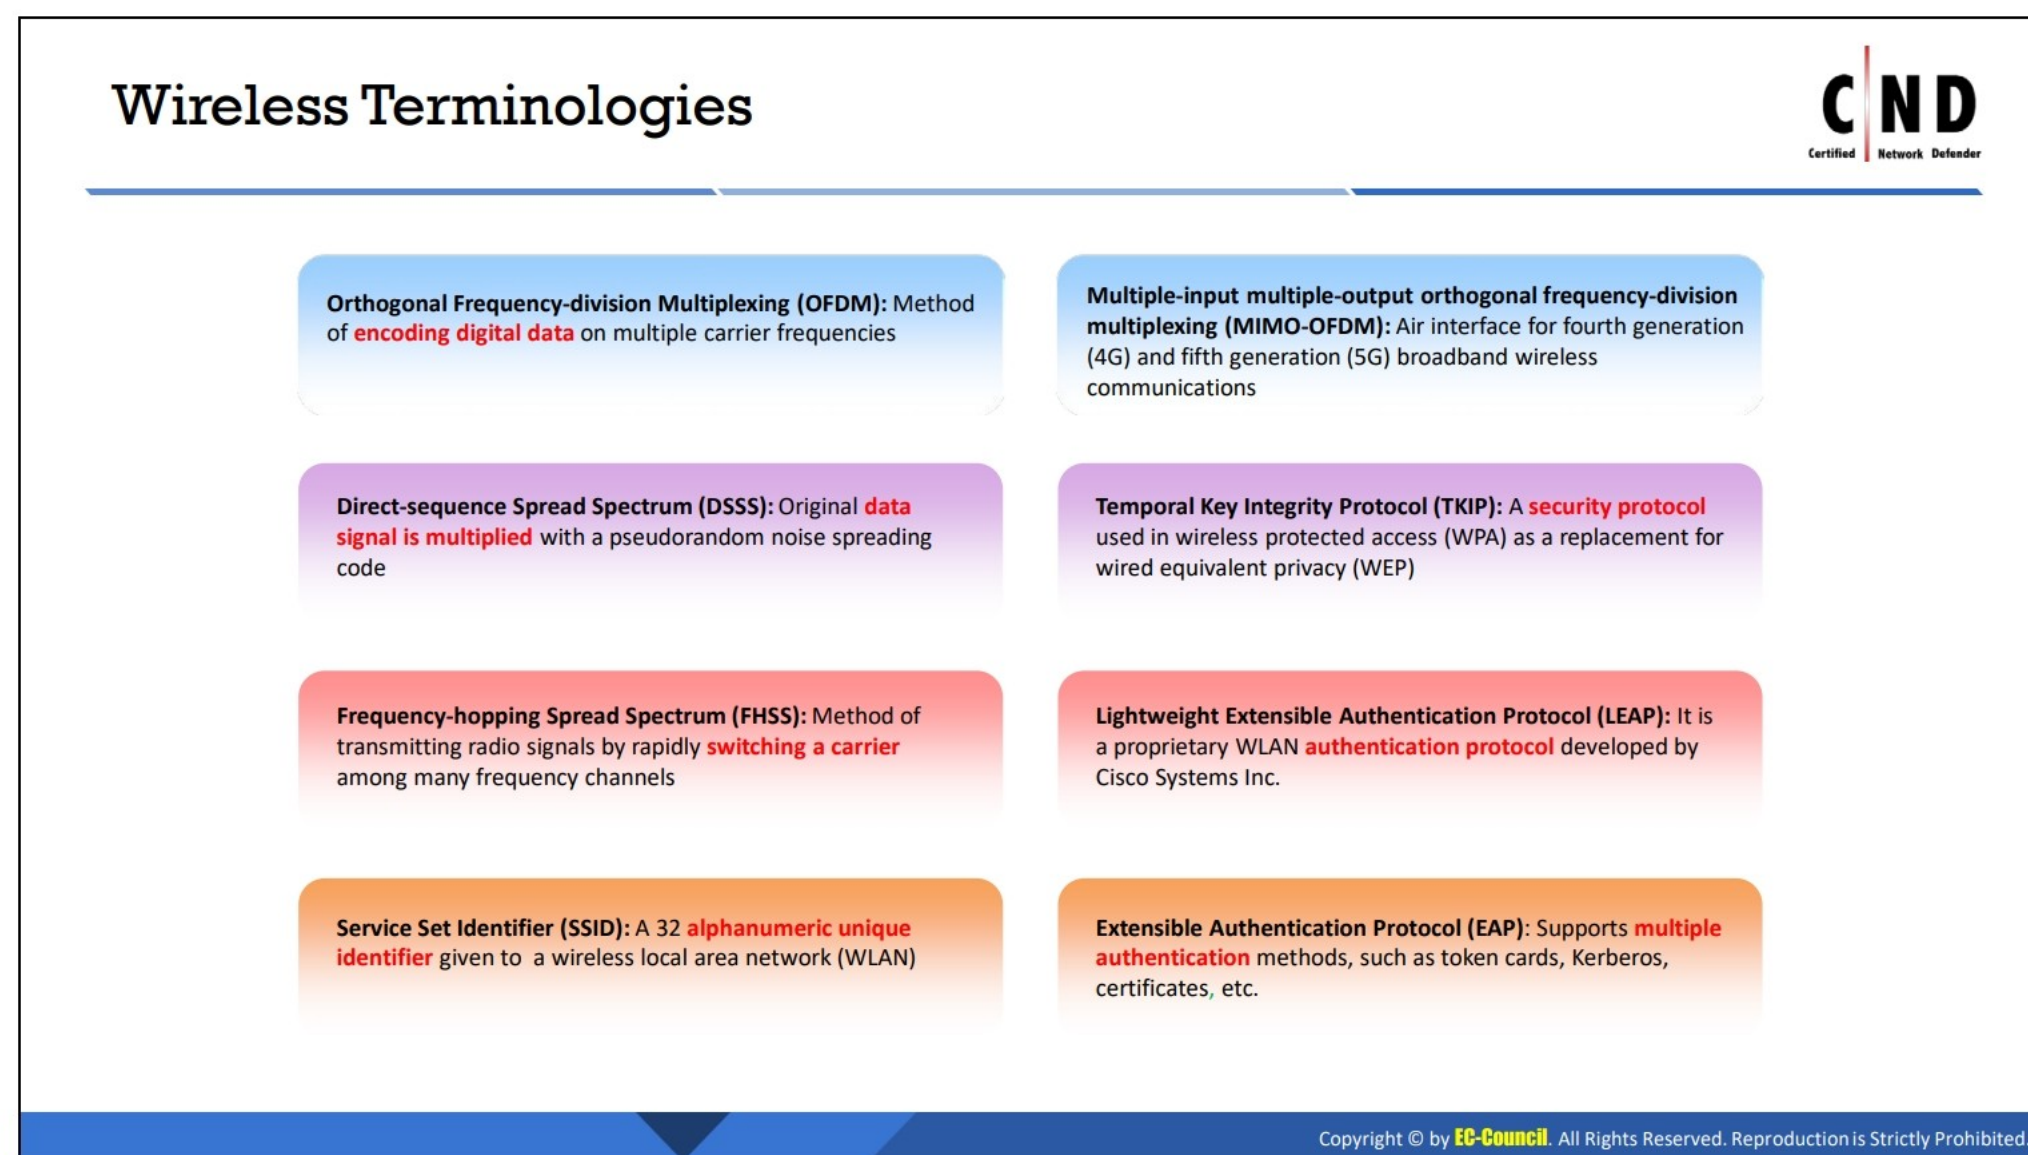 Wireless Terminologies
C ND
Certified Network Defender
Orthogonal Frequency-division Multiplexing (OFDM): Method
of encoding digital data on multiple carrier frequencies
Multiple-input multiple-output orthogonal frequency-division
multiplexing (MIMO-OFDM): Air interface for fourth generation
(4G) and fifth generation (5G) broadband wireless
communications
Direct-sequence Spread Spectrum (DSSS): Original data
signal is multiplied with a pseudorandom noise spreading
code
Temporal Key Integrity Protocol (TKIP): A security protocol
used in wireless protected access (WPA) as a replacement for
wired equivalent privacy (WEP)
Frequency-hopping Spread Spectrum (FHSS): Method of
transmitting radio signals by rapidly switching a carrier
among many frequency channels
Lightweight Extensible Authentication Protocol (LEAP): It is
a proprietary WLAN authentication protocol developed by
Cisco Systems Inc.
Service Set Identifier (SSID): A 32 alphanumeric unique
identifier given to a wireless local area network (WLAN)
Extensible Authentication Protocol (EAP): Supports multiple
authentication methods, such as token cards, Kerberos,
certificates, etc.
Copyright © by EC-Council. All Rights Reserved. Reproduction is Strictly Prohibited.